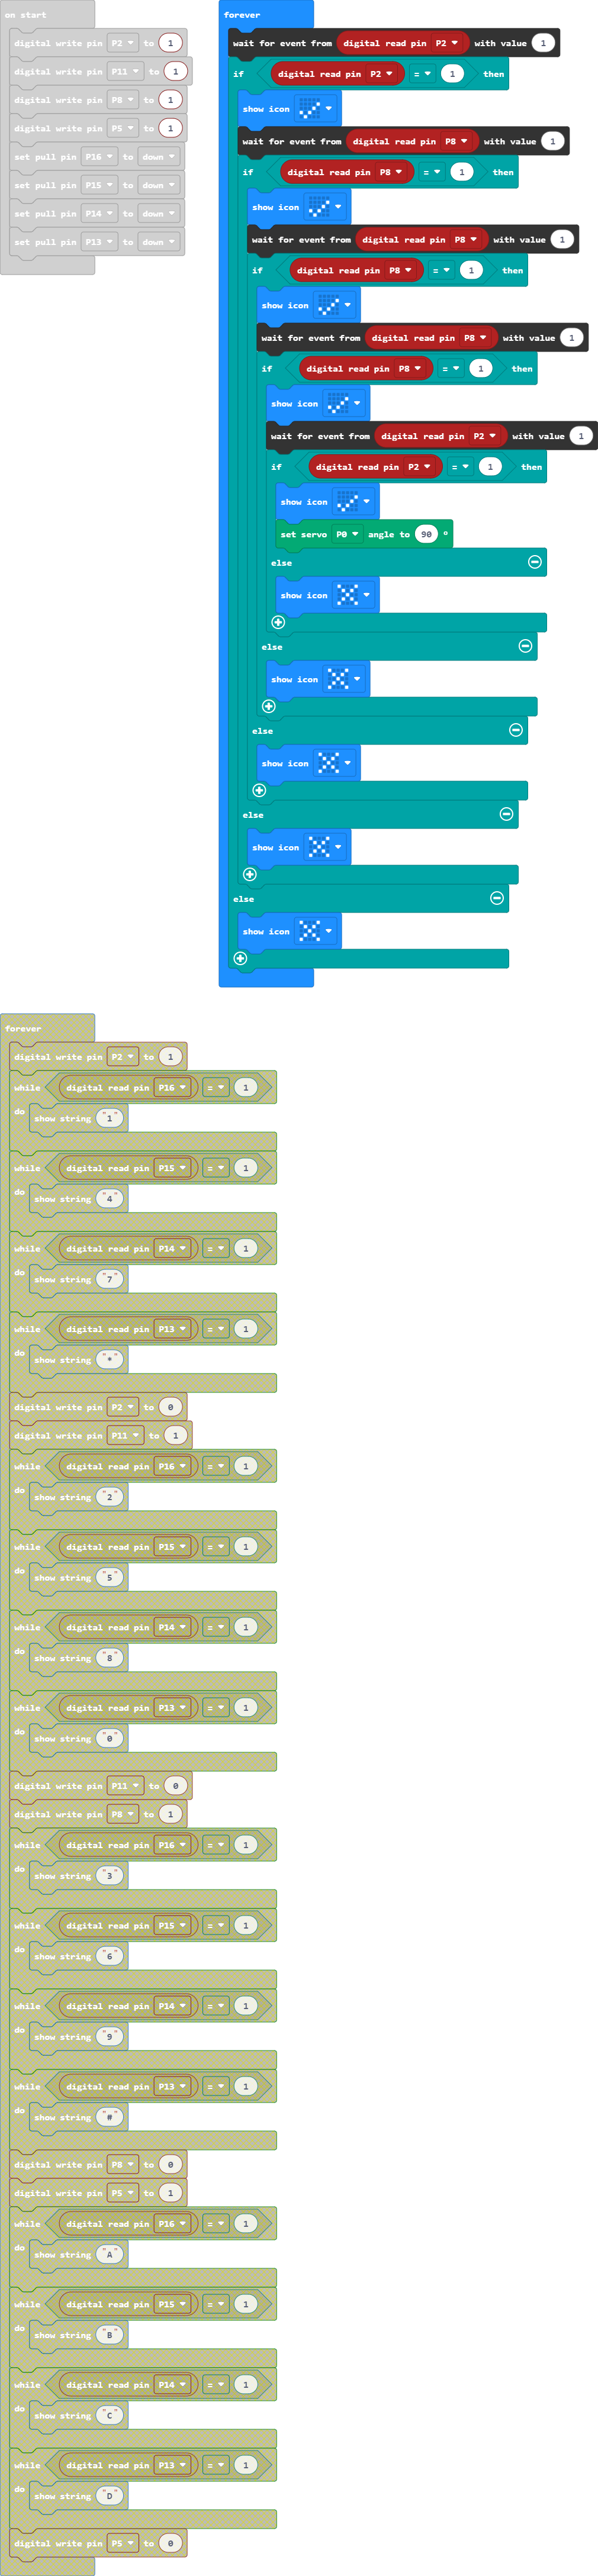 on start
digital write pin P2 to 1
digital write pin P11 to 1
digital write pin P8 to 1
digital write pin P5 to 1
set pull pin P16 to down
set pull pin P15 to down
set pull pin P14 to down
set pull pin P13 to down
forever
wait for event from digital read pin P2 with value 1
if digital read pin P2 = 1 then
show icon
wait for event from digital read pin P8 with value 1
if digital read pin P8 = 1 then
show icon
wait for event from digital read pin P8 with value 1
if digital read pin P8 = 1 then
show icon
wait for event from digital read pin P8 with value 1
if digital read pin P8 = 1 then
show icon
wait for event from digital read pin P2 with value 1
if digital read pin P2 = 1 then
show icon
set servo P0 angle to 90 °
else
show icon
else
show icon
else
show icon
else
show icon
else
show icon
forever
digital write pin P2 to 1
while digital read pin P16 = 1
do show string "1"
while digital read pin P15 = 1
do show string "4"
while digital read pin P14 = 1
do show string "7"
while digital read pin P13 = 1
do show string "*"
digital write pin P2 to 0
digital write pin P11 to 1
while digital read pin P16 = 1
do show string "2"
while digital read pin P15 = 1
do show string "5"
while digital read pin P14 = 1
do show string "8"
while digital read pin P13 = 1
do show string "0"
digital write pin P11 to 0
digital write pin P8 to 1
while digital read pin P16 = 1
do show string "3"
while digital read pin P15 = 1
do show string "6"
while digital read pin P14 = 1
do show string "9"
while digital read pin P13 = 1
do show string "#"
digital write pin P8 to 0
digital write pin P5 to 1
while digital read pin P16 = 1
do show string "A"
while digital read pin P15 = 1
do show string "B"
while digital read pin P14 = 1
do show string "C"
while digital read pin P13 = 1
do show string "D"
digital write pin P5 to 0